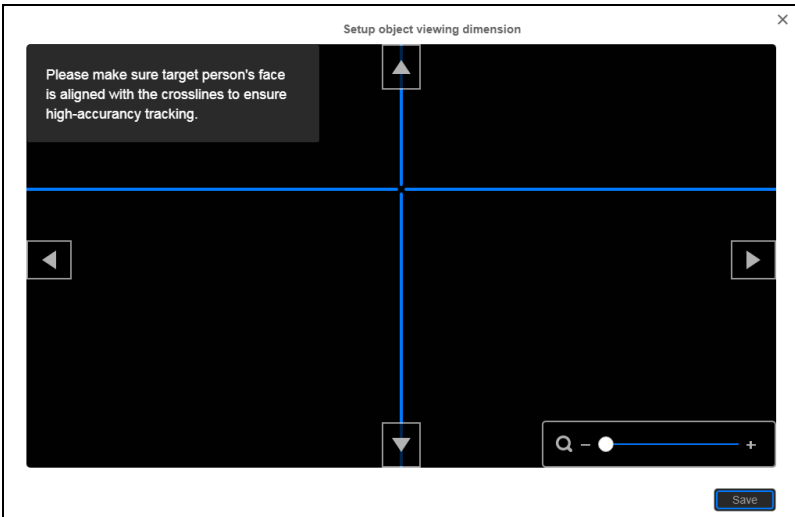 Setup object viewing dimension
Please make sure target person's face
is aligned with the crosslines to ensure
high-accurancy tracking.
Save